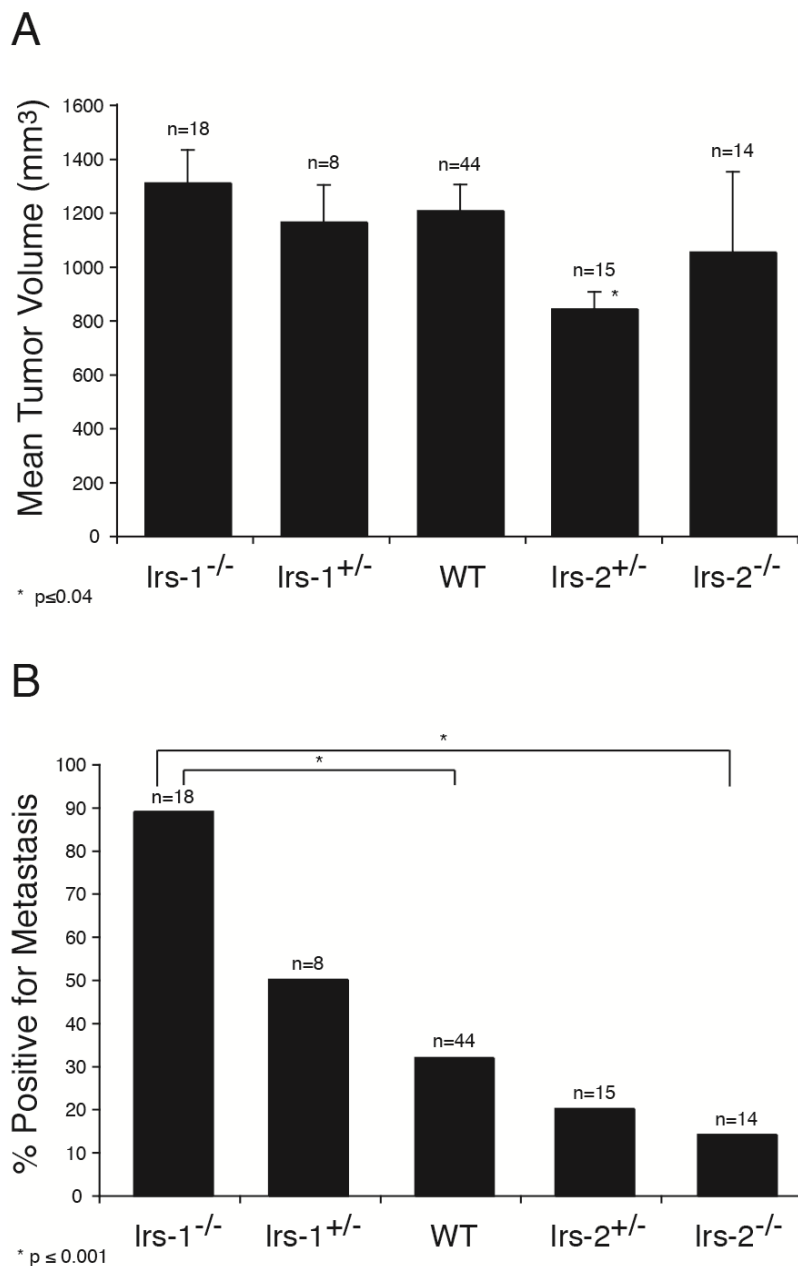 A
Mean Tumor Volume (mm³)
1600
1400
1200
1000
800
600
400
200
0
n=18
n=8
n=44
n=15
*
n=14
Irs-1⁻/⁻
Irs-1⁺/⁻
WT
Irs-2⁺/⁻
Irs-2⁻/⁻
* p≤0.04
B
% Positive for Metastasis
100
90
80
70
60
50
40
30
20
10
0
*
*
n=18
n=8
n=44
n=15
n=14
Irs-1⁻/⁻
Irs-1⁺/⁻
WT
Irs-2⁺/⁻
Irs-2⁻/⁻
* p ≤ 0.001